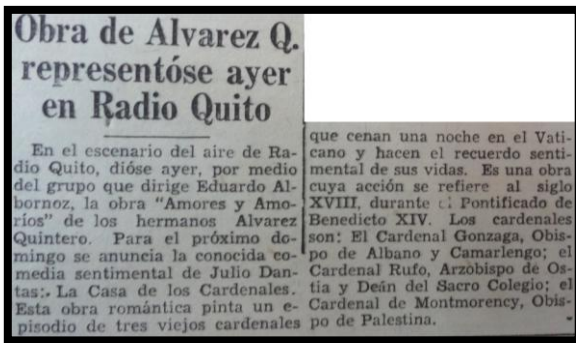 Obra de Alvarez Q.
representóse ayer
en Radio Quito
En el escenario del aire de Ra-
dio Quito, dióse ayer, por medio
del grupo que dirige Eduardo Al-
bornoz, la obra "Amores y Amo-
ríos" de los hermanos Alvarez
Quintero. Para el próximo do-
mingo se anuncia la conocida co-
media sentimental de Julio Dan-
tas: La Casa de los Cardenales.
Esta obra romántica pinta un e-
pisodio de tres viejos cardenales
que cenan una noche en el Vati-
cano y hacen el recuerdo senti-
mental de sus vidas. Es una obra
cuya acción se refiere al siglo
XVIII, durante el Pontificado de
Benedicto XIV. Los cardenales
son: El Cardenal Gonzaga, Obis-
po de Albano y Camarlengo; el
Cardenal Rufo, Arzobispo de Os-
tia y Deán del Sacro Colegio; el
Cardenal de Montmorency, Obis-
po de Palestina.